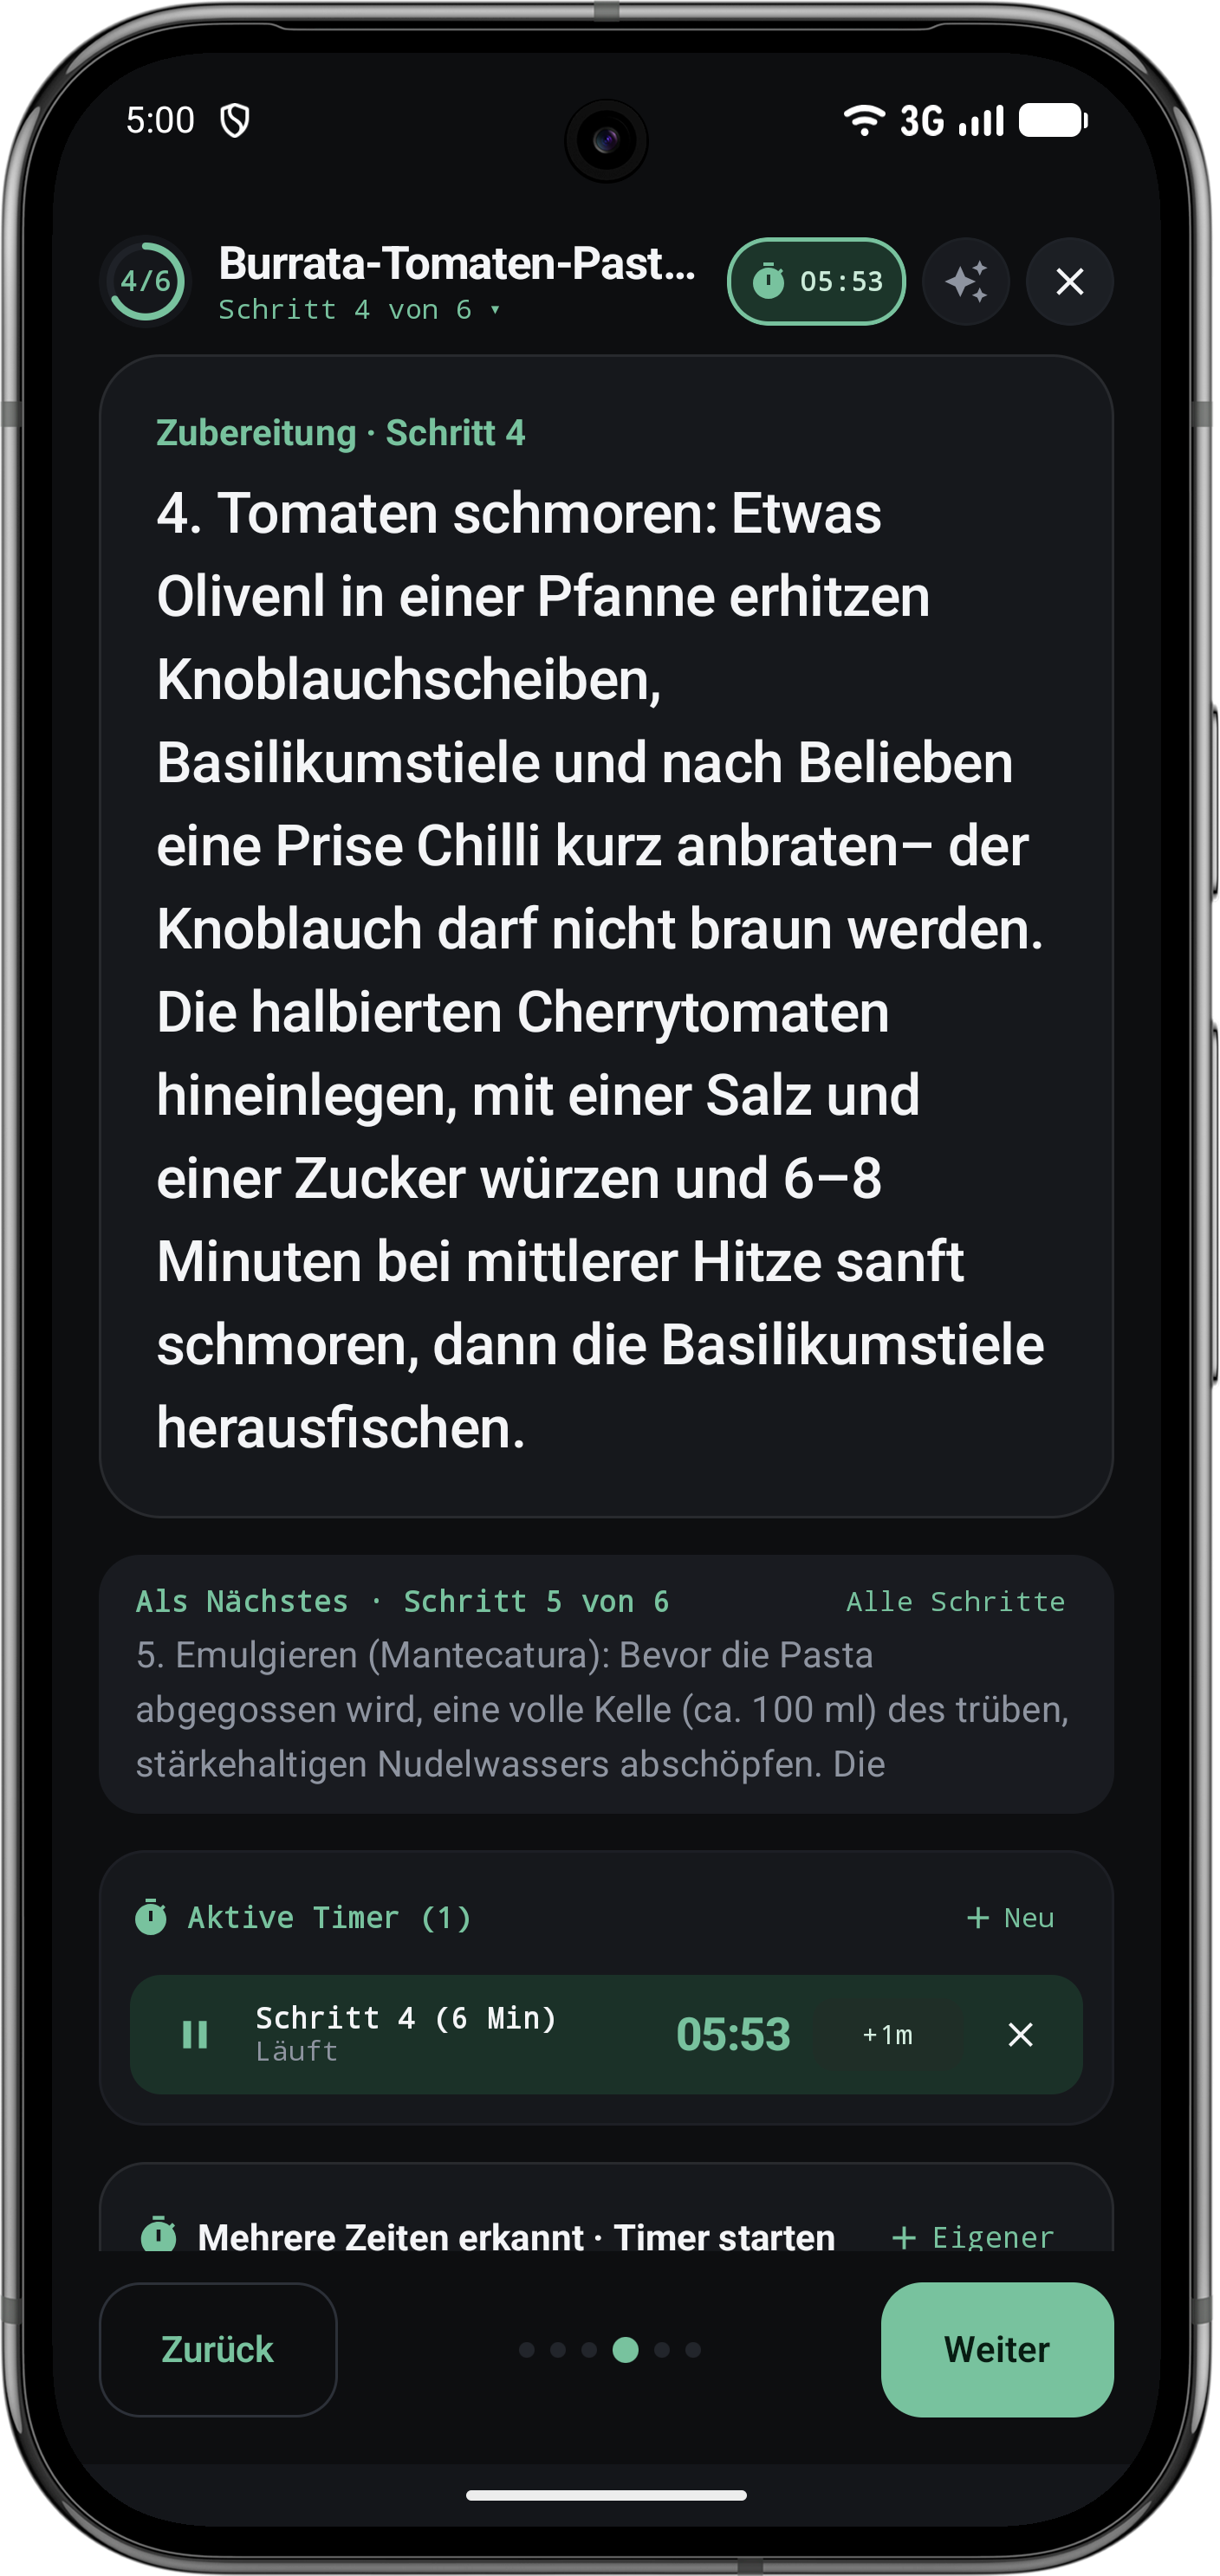 5:00
3G
4/6
Burrata-Tomaten-Past...
Schritt 4 von 6
05:53
Zubereitung · Schritt 4
4. Tomaten schmoren: Etwas
Olivenl in einer Pfanne erhitzen
Knoblauchscheiben,
Basilikumstiele und nach Belieben
eine Prise Chilli kurz anbraten– der
Knoblauch darf nicht braun werden.
Die halbierten Cherrytomaten
hineinlegen, mit einer Salz und
einer Zucker würzen und 6–8
Minuten bei mittlerer Hitze sanft
schmoren, dann die Basilikumstiele
herausfischen.
Als Nächstes · Schritt 5 von 6
Alle Schritte
5. Emulgieren (Mantecatura): Bevor die Pasta
abgegossen wird, eine volle Kelle (ca. 100 ml) des trüben,
stärkehaltigen Nudelwassers abschöpfen. Die
Aktive Timer (1)
+ Neu
Schritt 4 (6 Min)
Läuft
05:53
+1m
Mehrere Zeiten erkannt · Timer starten
+ Eigener
Zurück
Weiter